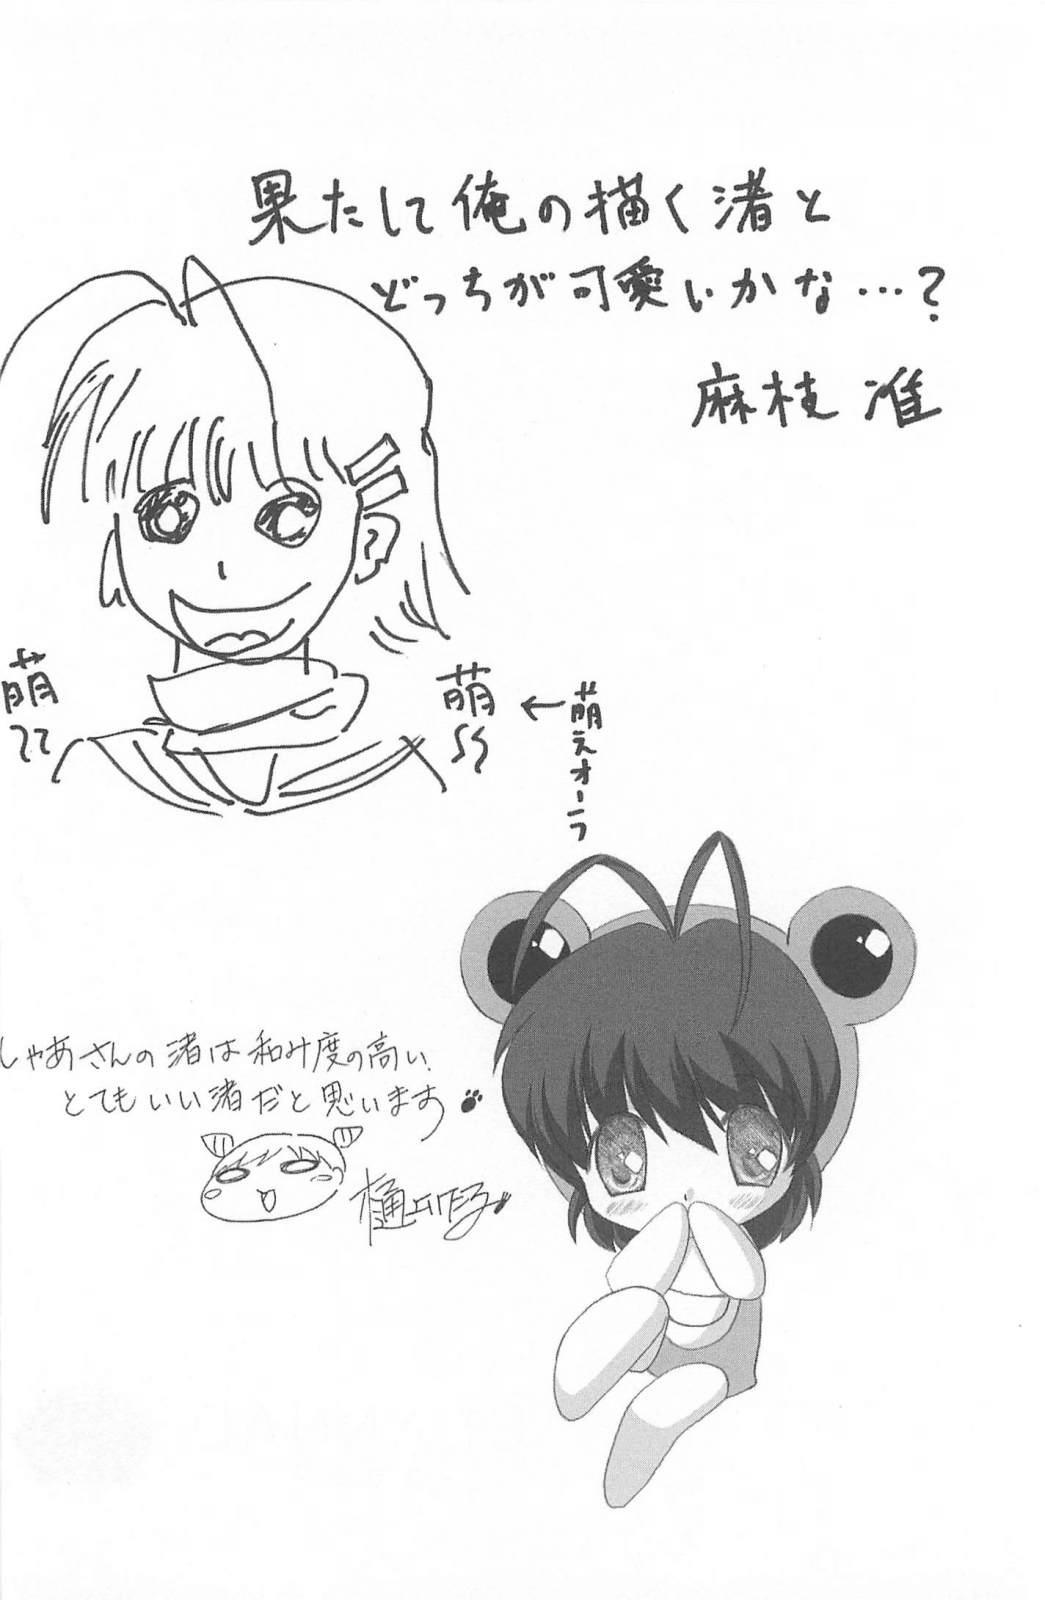 果たして俺の描く渚と
どっちが可愛いかな…?
麻枝 准
萌
萌
←萌えオーラ
しゃあさんの渚は和み度の高い、
とてもいい渚だと思います
樋上いたる